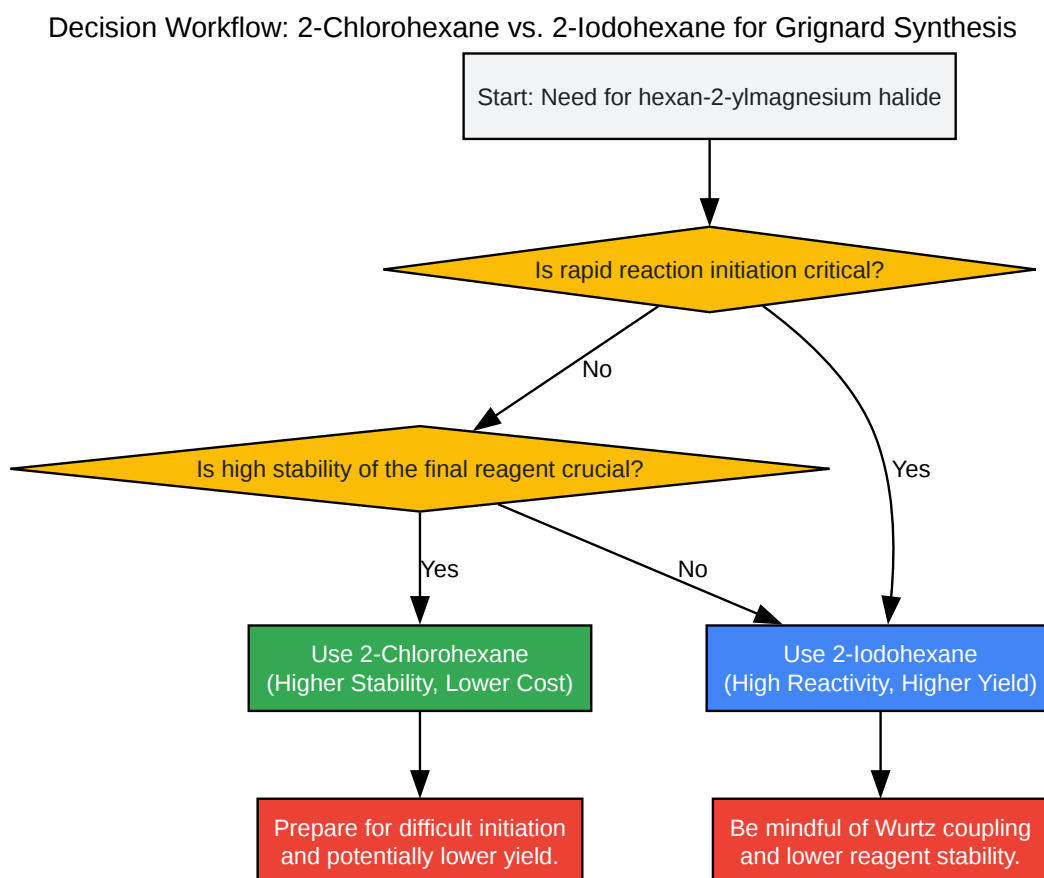 Decision Workflow: 2-Chlorohexane vs. 2-Iodohexane for Grignard Synthesis
Start: Need for hexan-2-ylmagnesium halide
Is rapid reaction initiation critical?
No
Is high stability of the final reagent crucial?
Yes
Yes
No
Use 2-Chlorohexane
(Higher Stability, Lower Cost)
Use 2-Iodohexane
(High Reactivity, Higher Yield)
Prepare for difficult initiation
and potentially lower yield.
Be mindful of Wurtz coupling
and lower reagent stability.